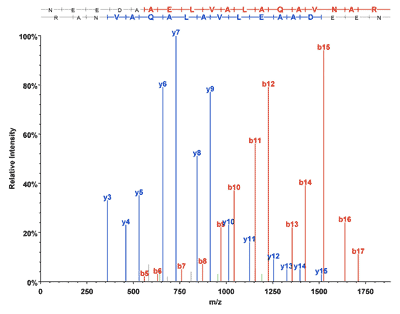 N E E D A A E L V A L A Q A V N A R
R A N V A Q A L A V L E A A D E E N
100%
80%
60%
40%
20%
0%
Relative Intensity
y7
b15
y6
y9
b12
y8
b11
y3
y5
b10
b14
y4
b9
y10
b13
b16
y11
b5
b6
b7
b8
y12
y13
y14
y15
b17
0 250 500 750 1000 1250 1500 1750
m/z